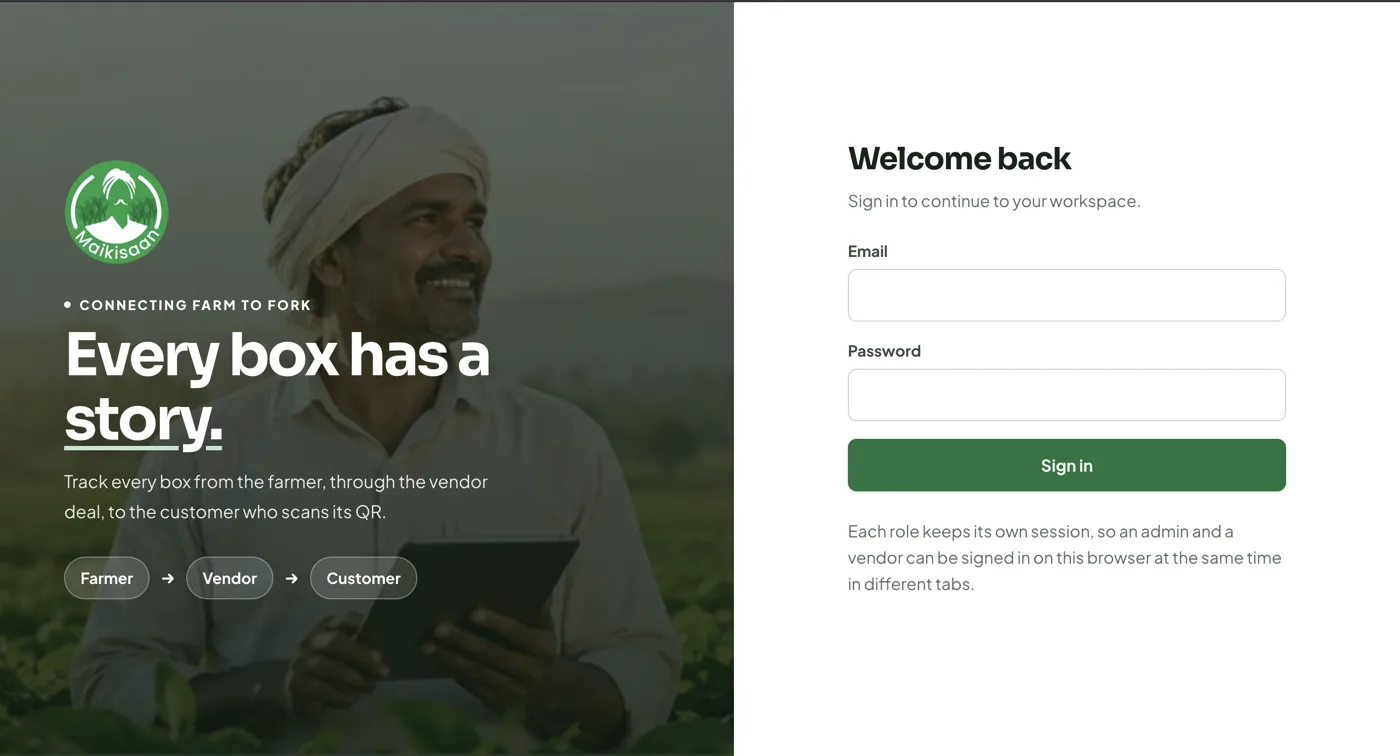 Maikisaan
CONNECTING FARM TO FORK
Every box has a
story.
Track every box from the farmer, through the vendor
deal, to the customer who scans its QR.
Farmer → Vendor → Customer
Welcome back
Sign in to continue to your workspace.
Email
Password
Sign in
Each role keeps its own session, so an admin and a
vendor can be signed in on this browser at the same time
in different tabs.